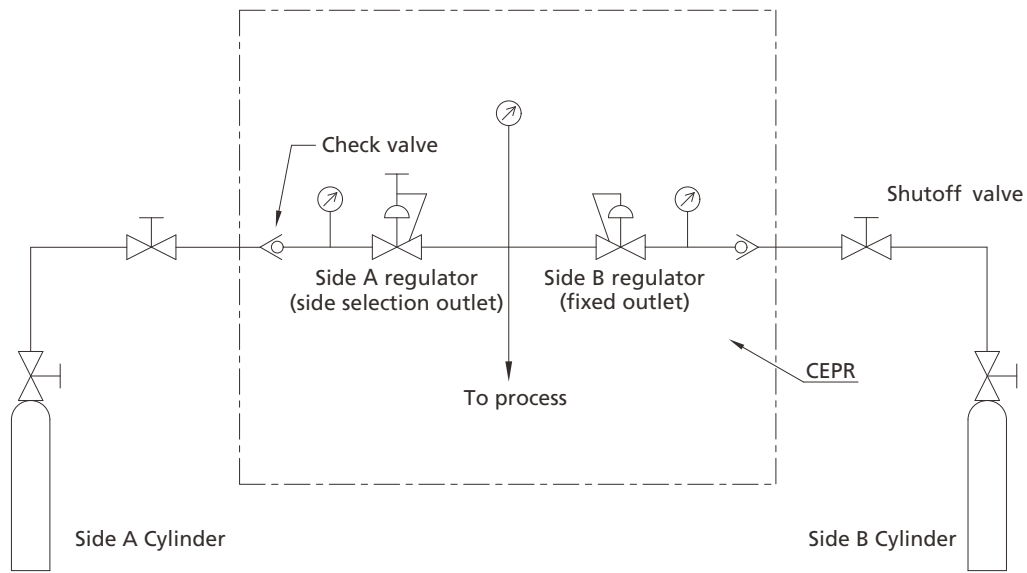 Check valve
Shutoff valve
Side A regulator
(side selection outlet)
Side B regulator
(fixed outlet)
CEPR
To process
Side A Cylinder
Side B Cylinder